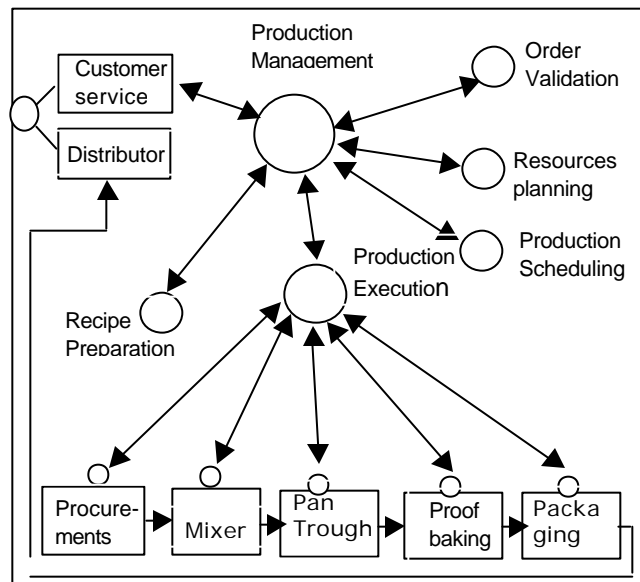 Production
Management
Customer
service
Order
Validation
Distributor
Resources
planning
Production
Scheduling
Production
Execution
Recipe
Preparation
Procure-
ments
Mixer
Pan
Trough
Proof
baking
Packa
ging